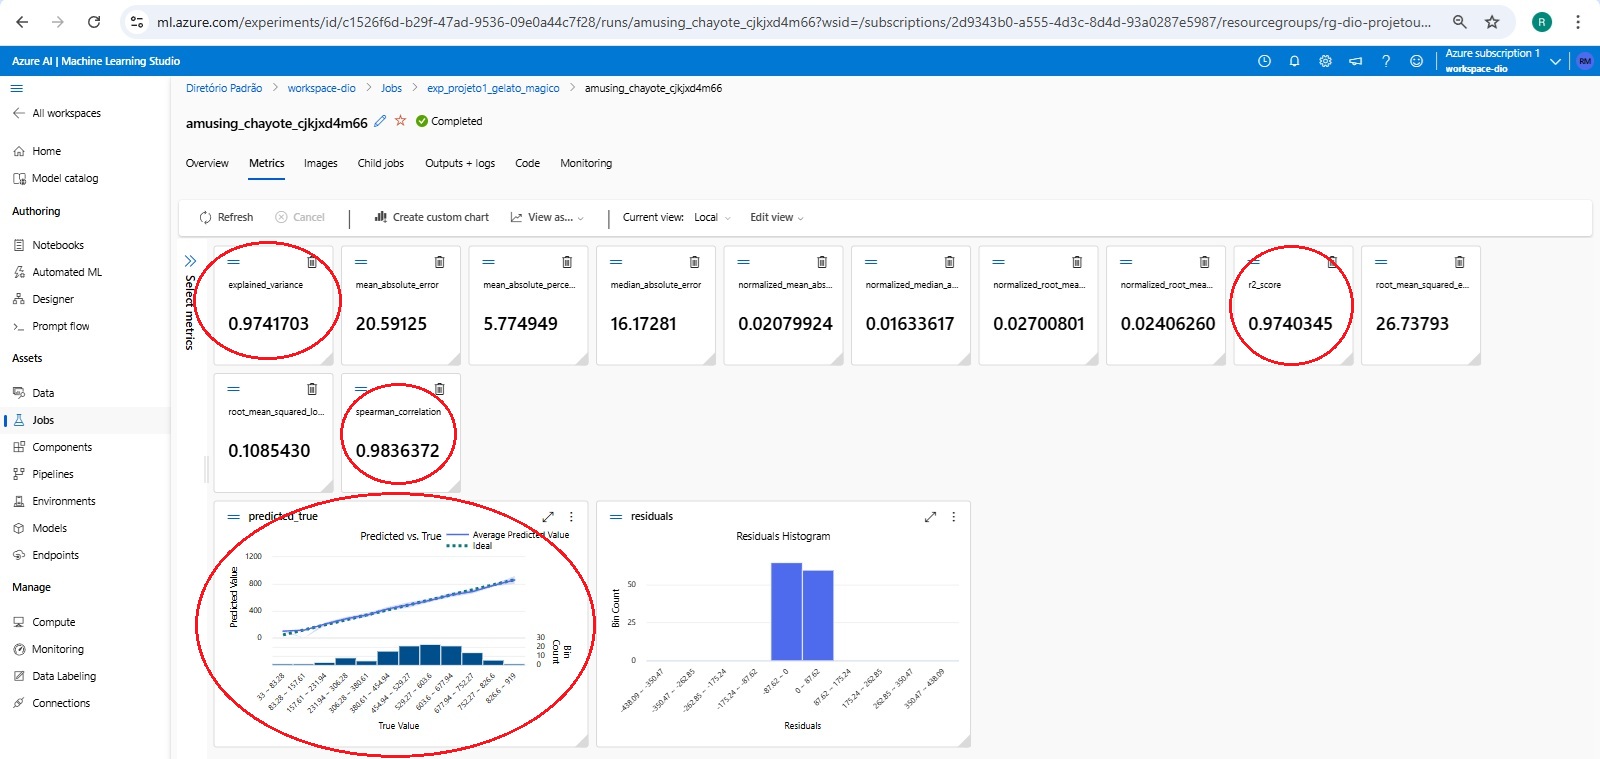 ml.azure.com/experiments/id/c1526f6d-b29f-47ad-9536-09e0a44c7f28/runs/amusing_chayote_cjkjxd4m66?wsid=/subscriptions/2d9343b0-a555-4d3c-8d4d-93a0287e5987/resourcegroups/rg-dio-projetou...
R
Azure AI | Machine Learning Studio
Azure subscription 1
workspace-dio
RM
Diretório Padrão > workspace-dio > Jobs > exp_projeto1_gelato_magico > amusing_chayote_cjkjxd4m66
All workspaces
Home
Model catalog
Authoring
Notebooks
Automated ML
Designer
Prompt flow
Assets
Data
Jobs
Components
Pipelines
Environments
Models
Endpoints
Manage
Compute
Monitoring
Data Labeling
Connections
amusing_chayote_cjkjxd4m66 Completed
Overview Metrics Images Child jobs Outputs + logs Code Monitoring
Refresh Cancel Create custom chart View as... Current view: Local Edit view
Select metrics
explained_variance
0.9741703
mean_absolute_error
20.59125
mean_absolute_perce...
5.774949
median_absolute_error
16.17281
normalized_mean_abs...
0.02079924
normalized_median_a...
0.01633617
normalized_root_mea...
0.02700801
normalized_root_mea...
0.02406260
r2_score
0.9740345
root_mean_squared_e...
26.73793
root_mean_squared_lo...
0.1085430
spearman_correlation
0.9836372
predicted_true
Predicted vs. True
Average Predicted Value
Ideal
Predicted Value
1200
800
400
0
30
20
10
0
Bin Count
33 – 83.28
83.28 – 157.61
157.61 – 231.94
231.94 – 306.28
306.28 – 380.61
380.61 – 454.94
454.94 – 529.27
529.27 – 603.6
603.6 – 677.94
677.94 – 752.27
752.27 – 826.6
826.6 – 919
True Value
residuals
Residuals Histogram
Bin Count
50
25
0
-438.09 – -350.47
-350.47 – -262.85
-262.85 – -175.24
-175.24 – -87.62
-87.62 – 0
0 – 87.62
87.62 – 175.24
175.24 – 262.85
262.85 – 350.47
350.47 – 438.09
Residuals